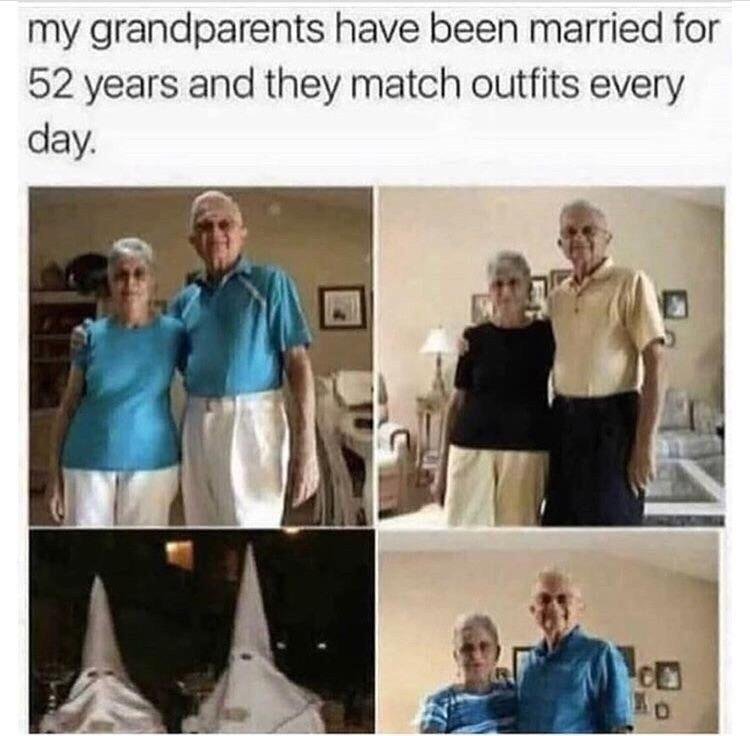 my grandparents have been married for
52 years and they match outfits every
day.